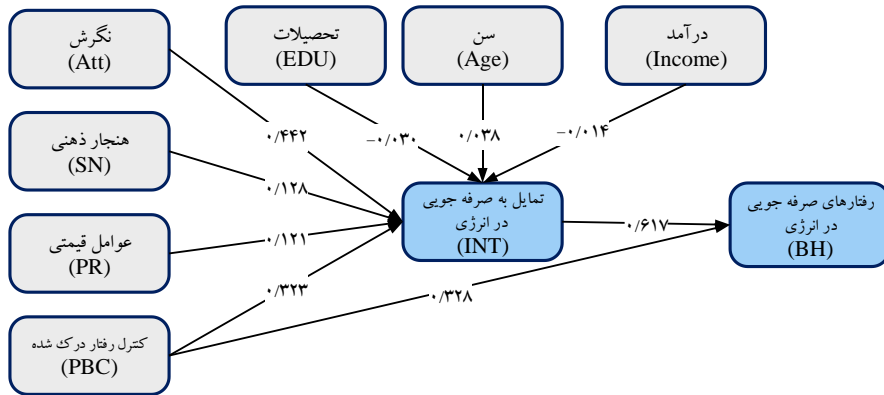 نگرش
(Att)
تحصیلات
(EDU)
سن
(Age)
درآمد
(Income)
۰/۴۴۲
−۰/۰۳۰
۰/۰۳۸
−۰/۰۱۴
هنجار ذهنی
(SN)
۰/۱۲۸
تمایل به صرفه جویی
در انرژی
(INT)
۰/۶۱۷
رفتارهای صرفه جویی
در انرژی
(BH)
عوامل قیمتی
(PR)
۰/۱۲۱
۰/۳۲۳
۰/۳۲۸
کنترل رفتار درک شده
(PBC)